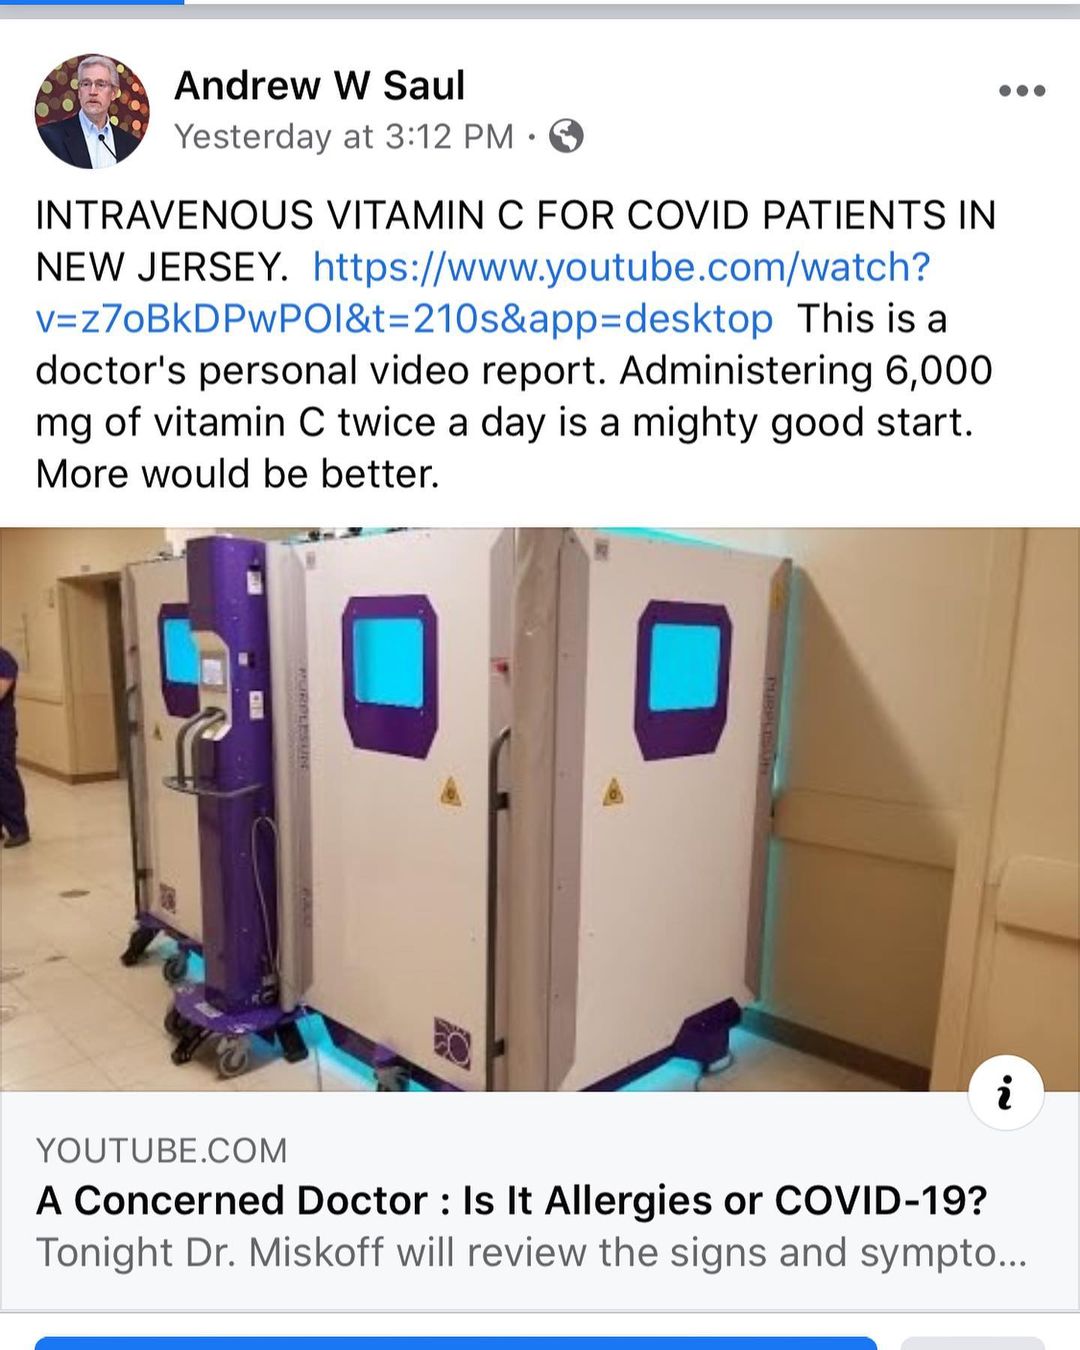 Andrew W Saul
Yesterday at 3:12 PM ·
INTRAVENOUS VITAMIN C FOR COVID PATIENTS IN
NEW JERSEY. https://www.youtube.com/watch?
v=z7oBkDPwPOI&t=210s&app=desktop This is a
doctor's personal video report. Administering 6,000
mg of vitamin C twice a day is a mighty good start.
More would be better.
PURPLESUN
PURPLESUN
i
YOUTUBE.COM
A Concerned Doctor : Is It Allergies or COVID-19?
Tonight Dr. Miskoff will review the signs and sympto...